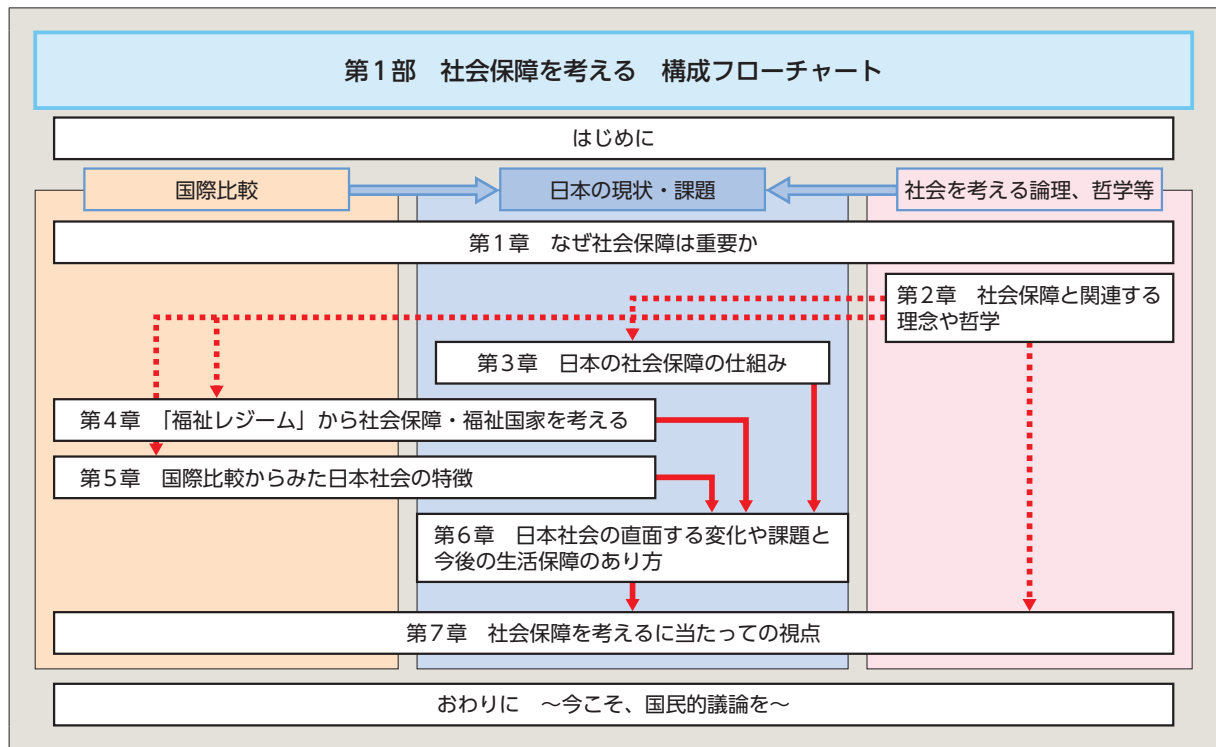 第1部　社会保障を考える　構成フローチャート
はじめに
国際比較
日本の現状・課題
社会を考える論理、哲学等
第1章　なぜ社会保障は重要か
第2章　社会保障と関連する
理念や哲学
第3章　日本の社会保障の仕組み
第4章　「福祉レジーム」から社会保障・福祉国家を考える
第5章　国際比較からみた日本社会の特徴
第6章　日本社会の直面する変化や課題と
今後の生活保障のあり方
第7章　社会保障を考えるに当たっての視点
おわりに　～今こそ、国民的議論を～